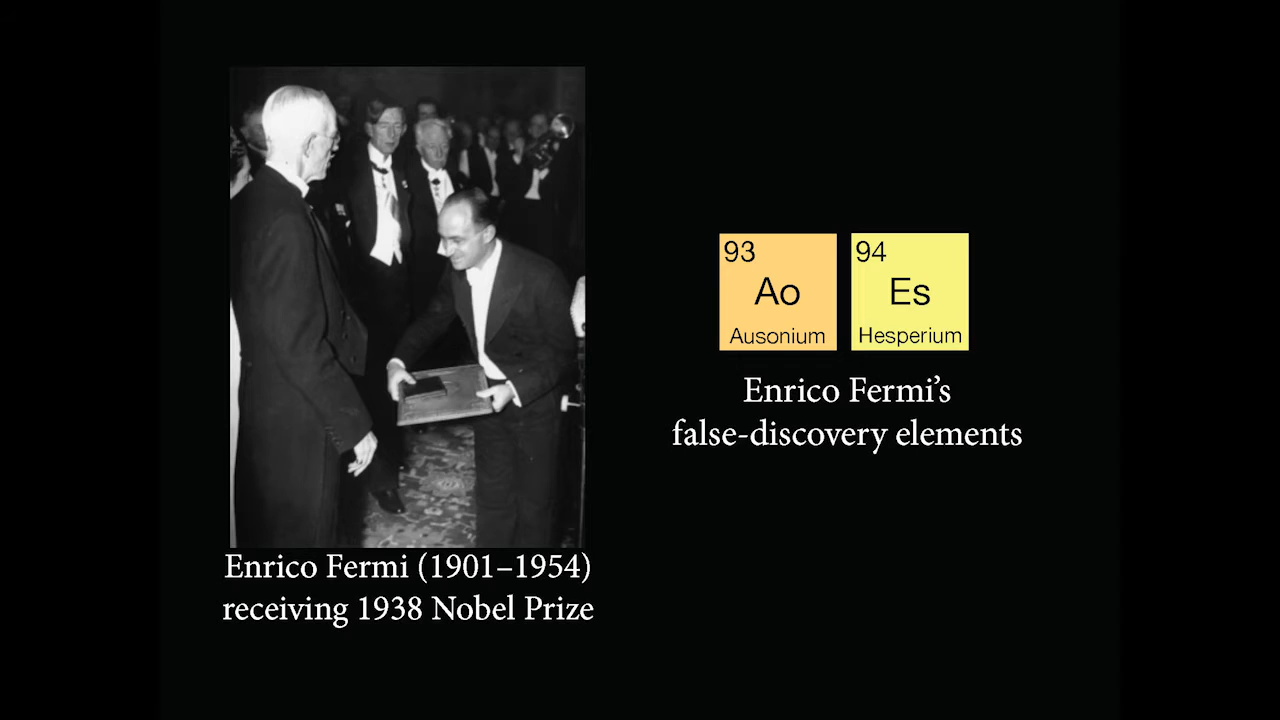 93
Ao
Ausonium
94
Es
Hesperium
Enrico Fermi’s
false-discovery elements
Enrico Fermi (1901–1954)
receiving 1938 Nobel Prize